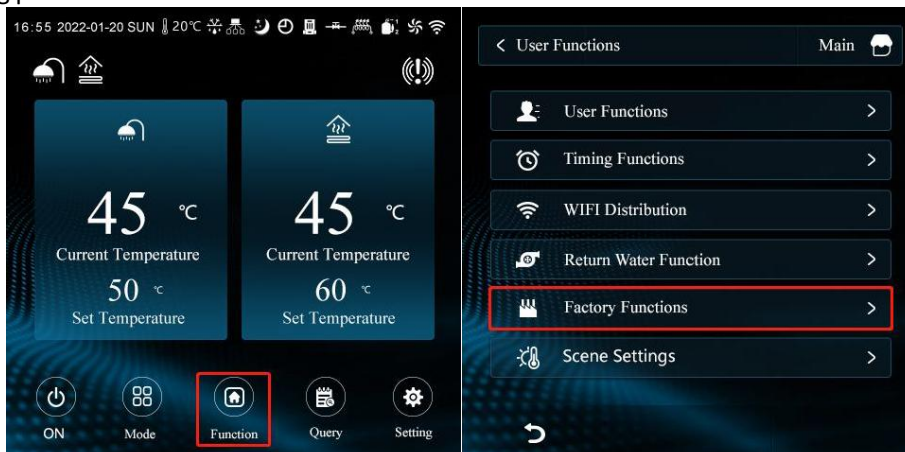 16:55 2022-01-20 SUN 20℃
45 ℃
Current Temperature
50 ℃
Set Temperature
45 ℃
Current Temperature
60 ℃
Set Temperature
ON
Mode
Function
Query
Setting
< User Functions
Main
User Functions >
Timing Functions >
WIFI Distribution >
Return Water Function >
Factory Functions >
Scene Settings >